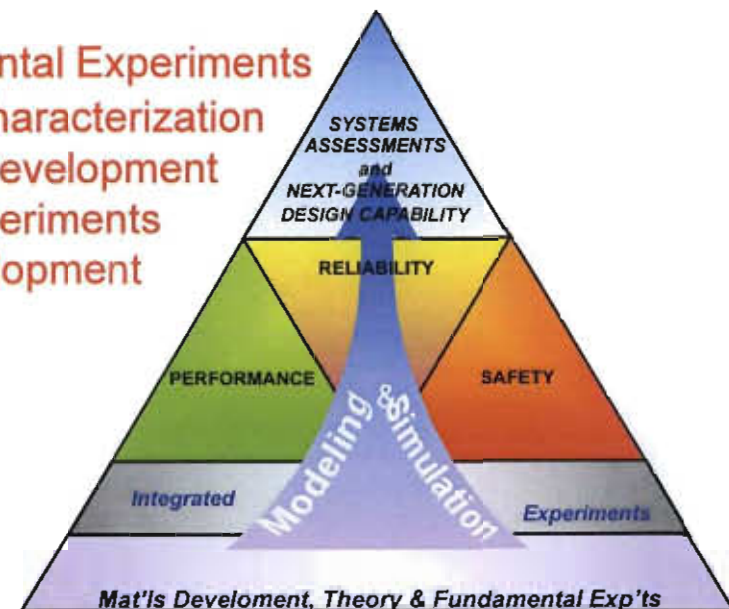 ntal Experiments
haracterization
evelopment
eriments
opment
SYSTEMS
ASSESSMENTS
and
NEXT-GENERATION
DESIGN CAPABILITY
RELIABILITY
PERFORMANCE
SAFETY
Modeling & Simulation
Integrated
Experiments
Mat'ls Develoment, Theory & Fundamental Exp'ts